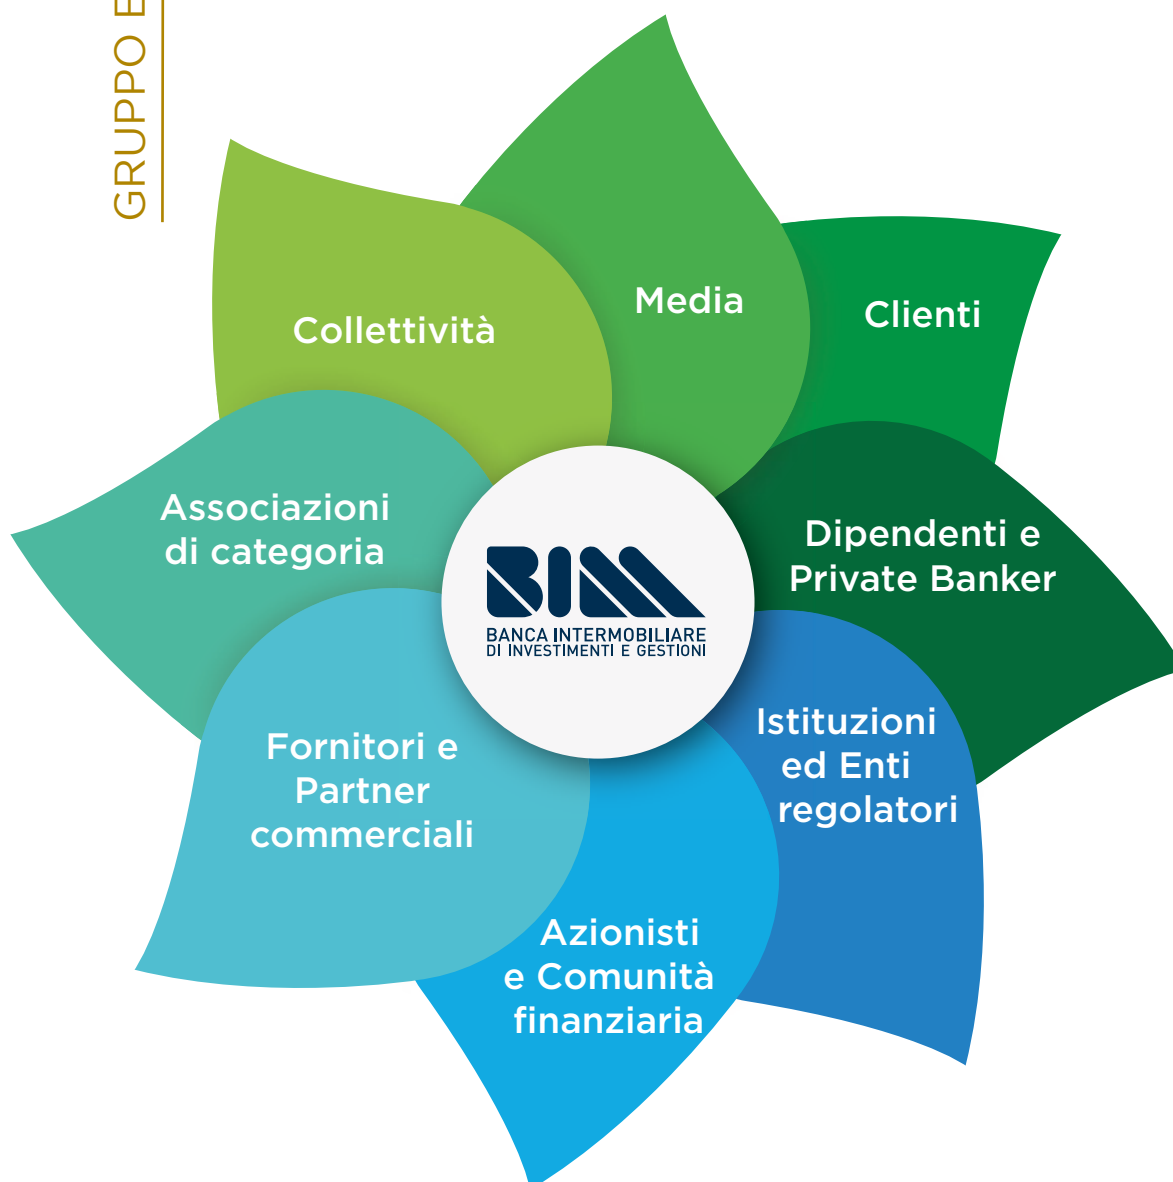 GRUPPO
Media
Clienti
Collettività
Associazioni
di categoria
Dipendenti e
Private Banker
BIM
BANCA INTERMOBILIARE
DI INVESTIMENTI E GESTIONI
Istituzioni
ed Enti
regolatori
Fornitori e
Partner
commerciali
Azionisti
e Comunità
finanziaria